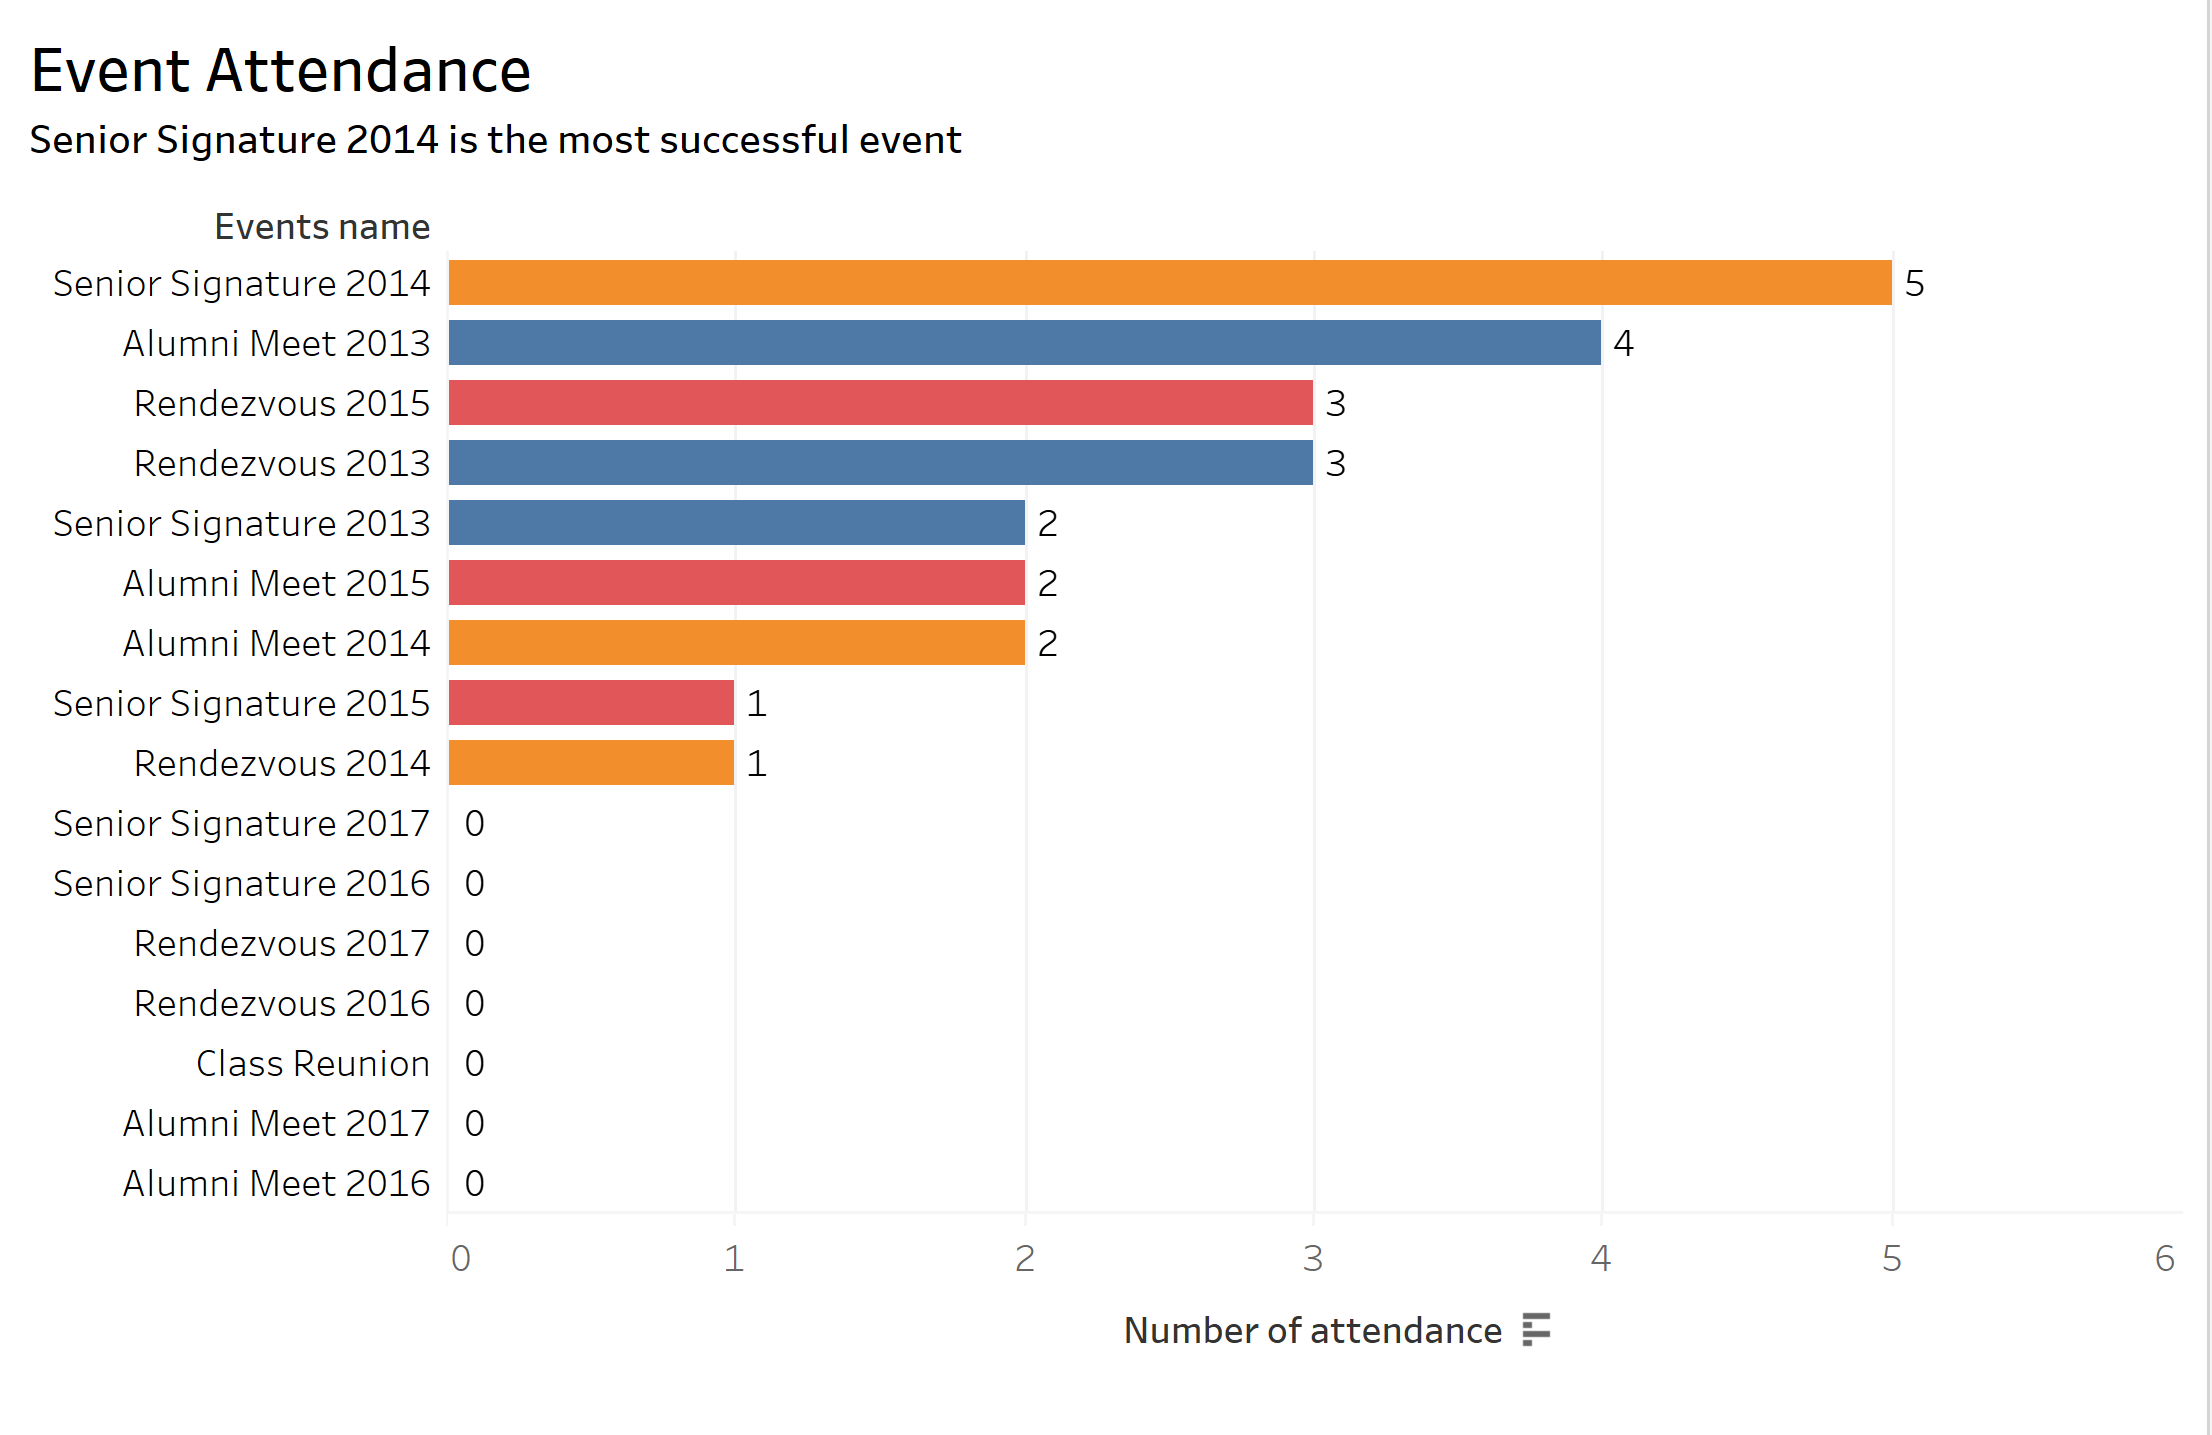 Event Attendance
Senior Signature 2014 is the most successful event
Events name
Senior Signature 2014 5
Alumni Meet 2013 4
Rendezvous 2015 3
Rendezvous 2013 3
Senior Signature 2013 2
Alumni Meet 2015 2
Alumni Meet 2014 2
Senior Signature 2015 1
Rendezvous 2014 1
Senior Signature 2017 0
Senior Signature 2016 0
Rendezvous 2017 0
Rendezvous 2016 0
Class Reunion 0
Alumni Meet 2017 0
Alumni Meet 2016 0
0 1 2 3 4 5 6
Number of attendance